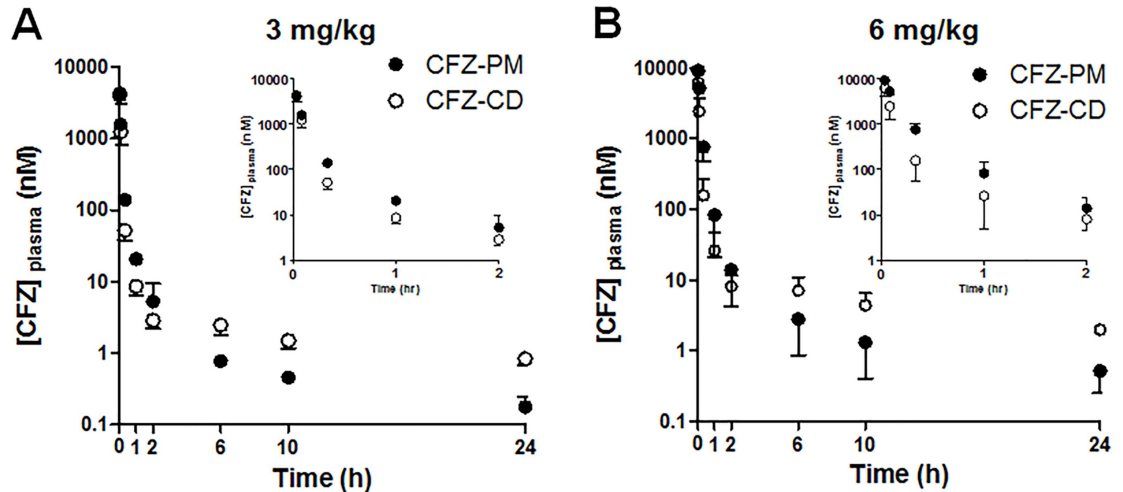 A
3 mg/kg
CFZ-PM
CFZ-CD
[CFZ] plasma (nM)
10000
1000
100
10
1
0.1
0 1 2 6 10 24
Time (h)
[CFZ] plasma (nM)
10000
1000
100
10
1
0 1 2
Time (hr)
B
6 mg/kg
CFZ-PM
CFZ-CD
[CFZ] plasma (nM)
10000
1000
100
10
1
0.1
0 1 2 6 10 24
Time (h)
[CFZ] plasma (nM)
10000
1000
100
10
1
0 1 2
Time (hr)